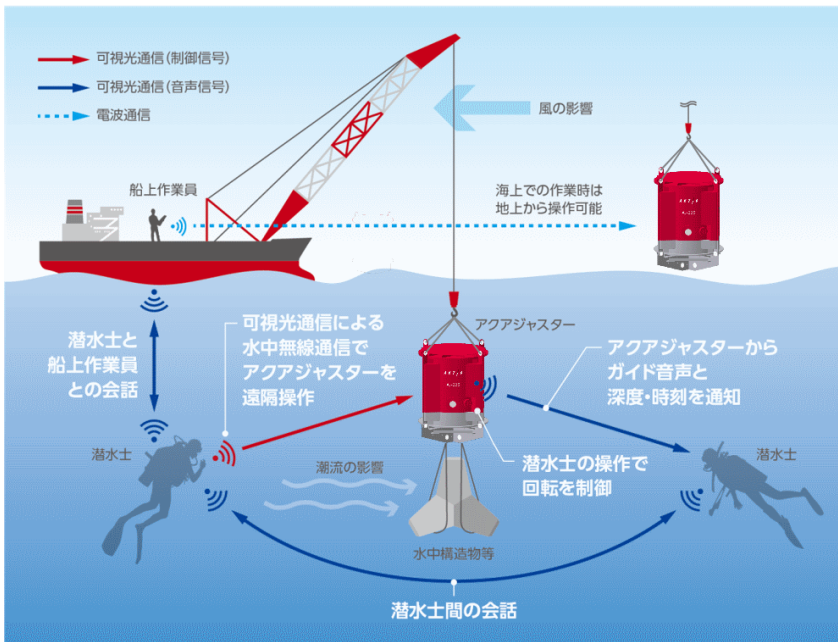 可視光通信(制御信号)
可視光通信(音声信号)
電波通信
風の影響
船上作業員
海上での作業時は
地上から操作可能
潜水士と
船上作業員
との会話
可視光通信による
水中無線通信で
アクアジャスターを
遠隔操作
アクアジャスター
アクアジャスターから
ガイド音声と
深度・時刻を通知
潜水士
潜水士
潮流の影響
潜水士の操作で
回転を制御
水中構造物等
潜水士間の会話